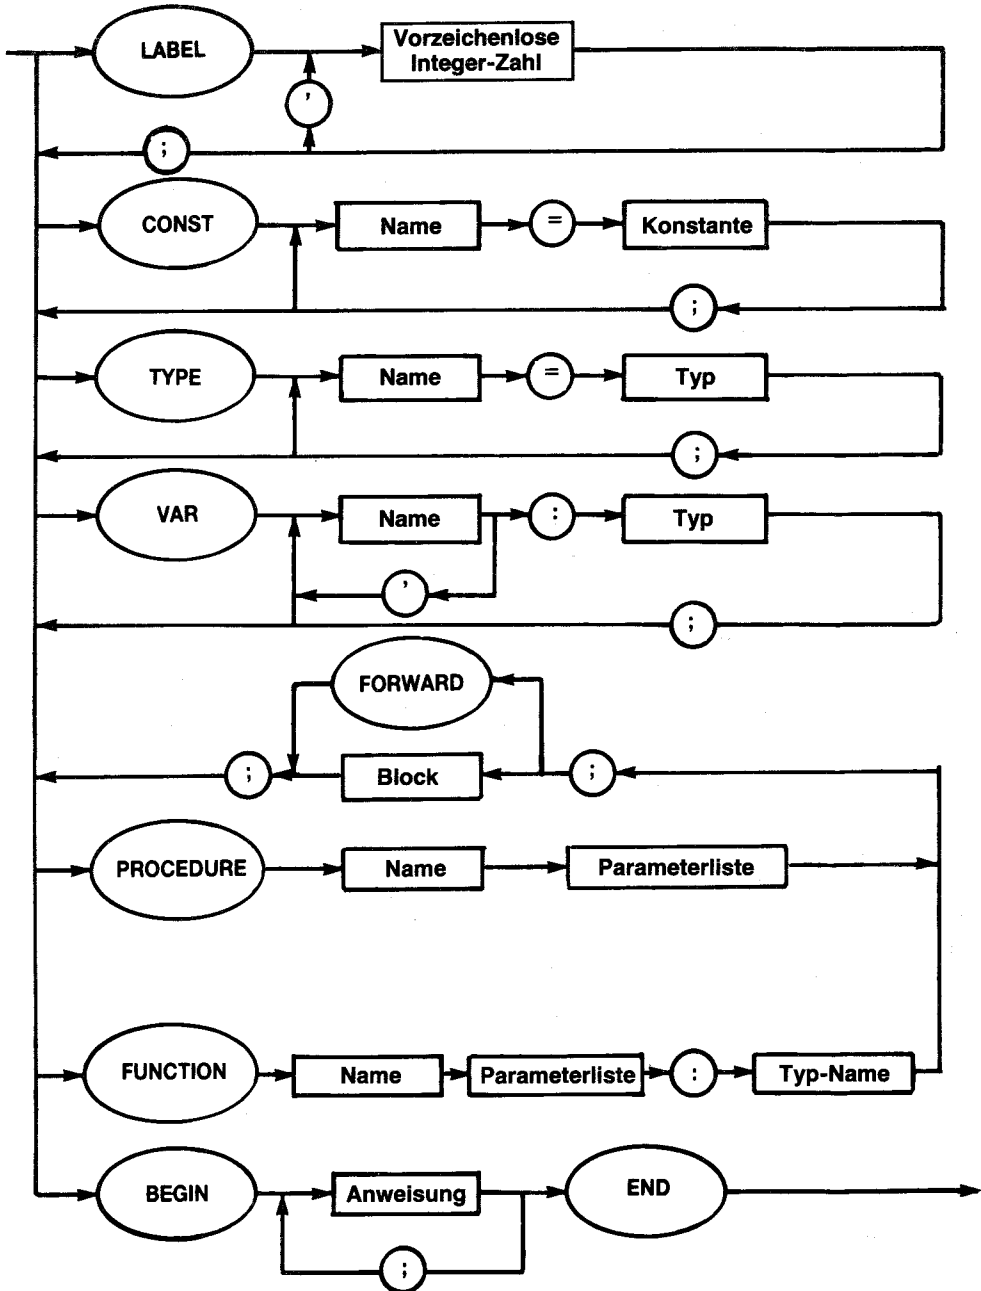 LABEL
Vorzeichenlose
Integer-Zahl
,
;
CONST
Name
=
Konstante
;
TYPE
Name
=
Typ
;
VAR
Name
:
Typ
,
;
FORWARD
;
Block
;
PROCEDURE
Name
Parameterliste
FUNCTION
Name
Parameterliste
:
Typ-Name
BEGIN
Anweisung
END
;